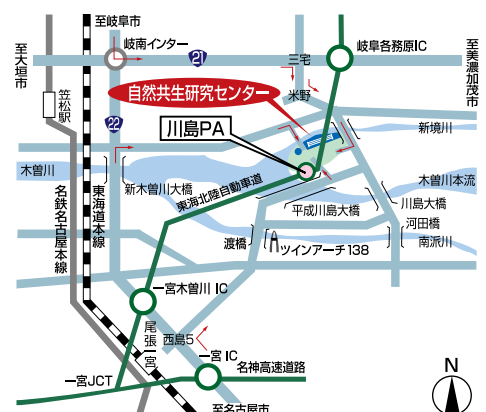 至岐阜市
岐南インター
21
岐阜各務原IC
至大垣市
至美濃加茂市
三宅
米野
笠松駅
自然共生研究センター
22
川島PA
新境川
木曽川
新木曽川大橋
東海北陸自動車道
木曽川本流
川島大橋
平成川島大橋
河田橋
渡橋
ツインアーチ138
南派川
名鉄名古屋本線
東海道本線
一宮木曽川 IC
尾張一宮
西島5
一宮 IC
名神高速道路
一宮JCT
至名古屋市
N